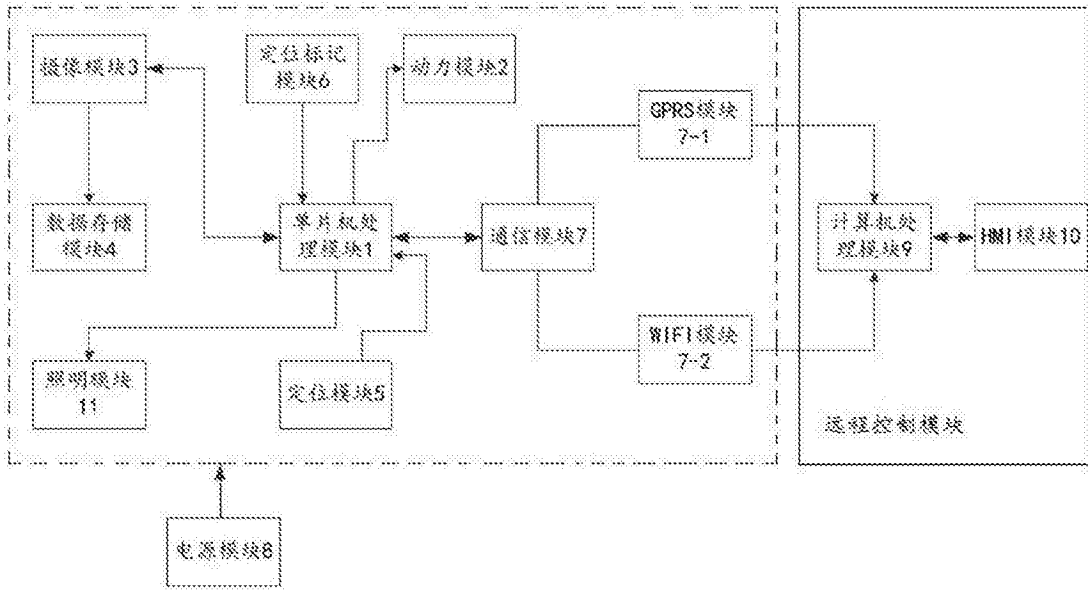 摄像模块3
定位标记
模块6
动力模块2
GPRS模块
7-1
数据存储
模块4
单片机处
理模块1
通信模块7
计算机处
理模块9
HMI模块10
WIFI模块
7-2
照明模块
11
定位模块5
远程控制模块
电源模块8